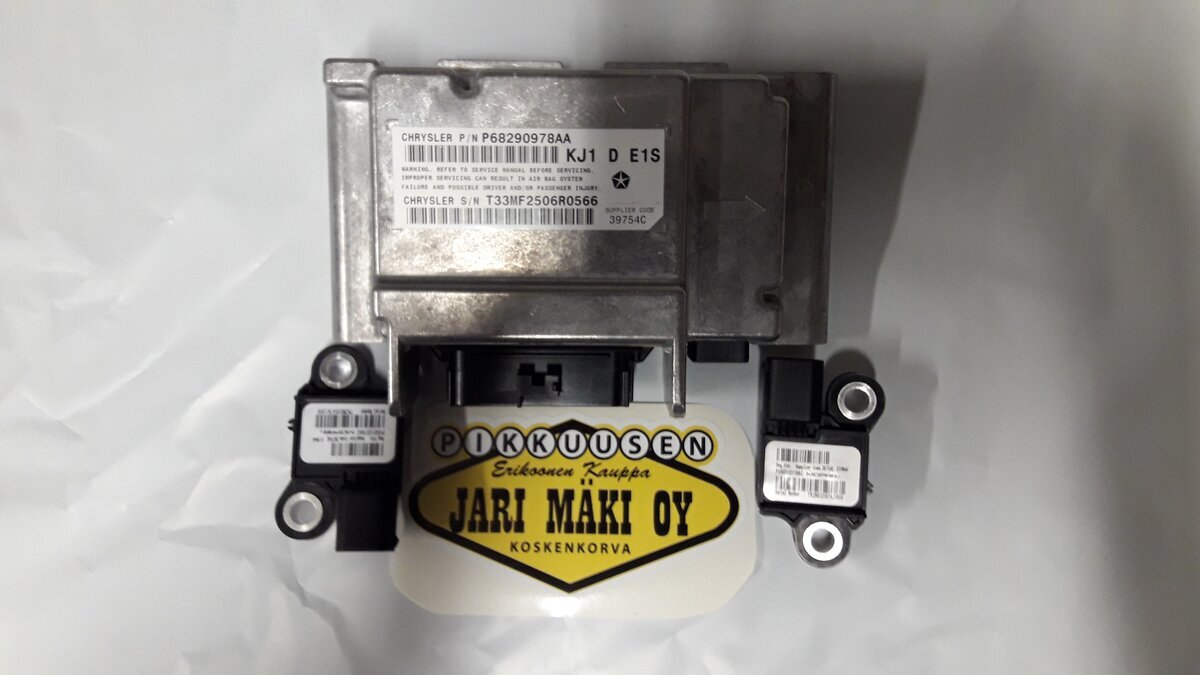 CHRYSLER P/N P68290978AA
KJ1 D E1S
WARNING. REFER TO SERVICE MANUAL BEFORE SERVICING.
IMPROPER SERVICING CAN RESULT IN AIR BAG SYSTEM
FAILURE AND POSSIBLE DRIVER AND/OR PASSENGER INJURY.
CHRYSLER S/N T33MF2506R0566
SUPPLIER CODE
39754C
PIKKUUSEN
Erikoonen Kauppa
JARI MÄKI OY
KOSKENKORVA